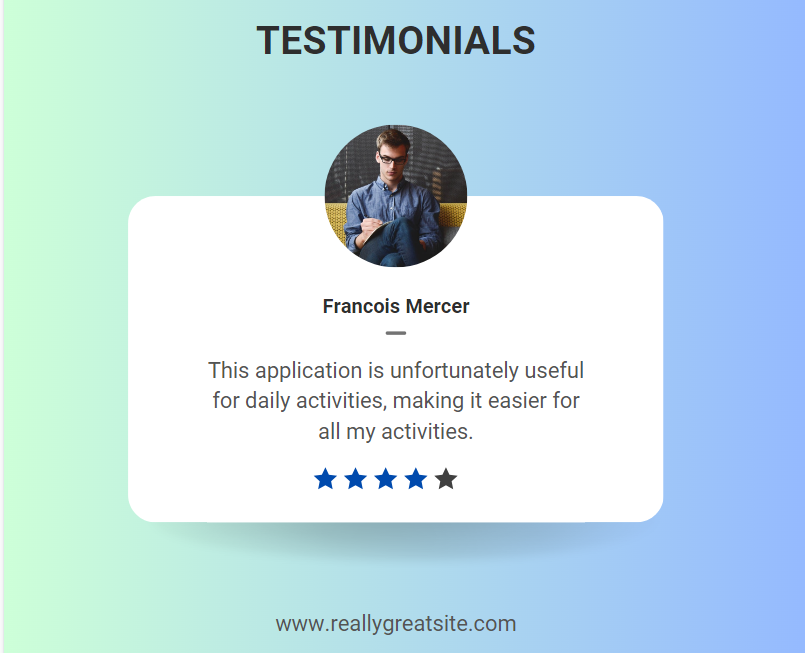 TESTIMONIALS
Francois Mercer
This application is unfortunately useful
for daily activities, making it easier for
all my activities.
www.reallygreatsite.com